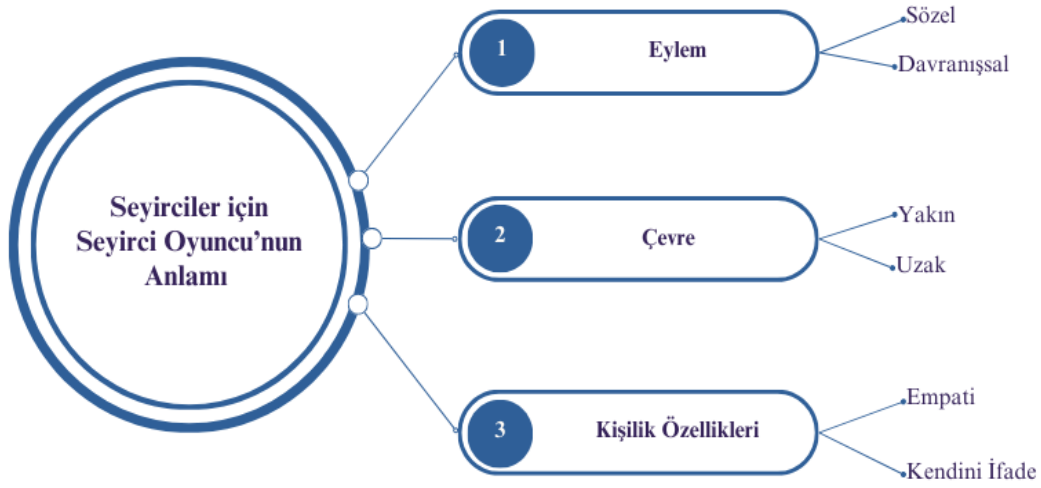 Seyirciler için
Seyirci Oyuncu’nun
Anlamı
1
Eylem
Sözel
Davranışsal
2
Çevre
Yakın
Uzak
3
Kişilik Özellikleri
Empati
Kendini İfade